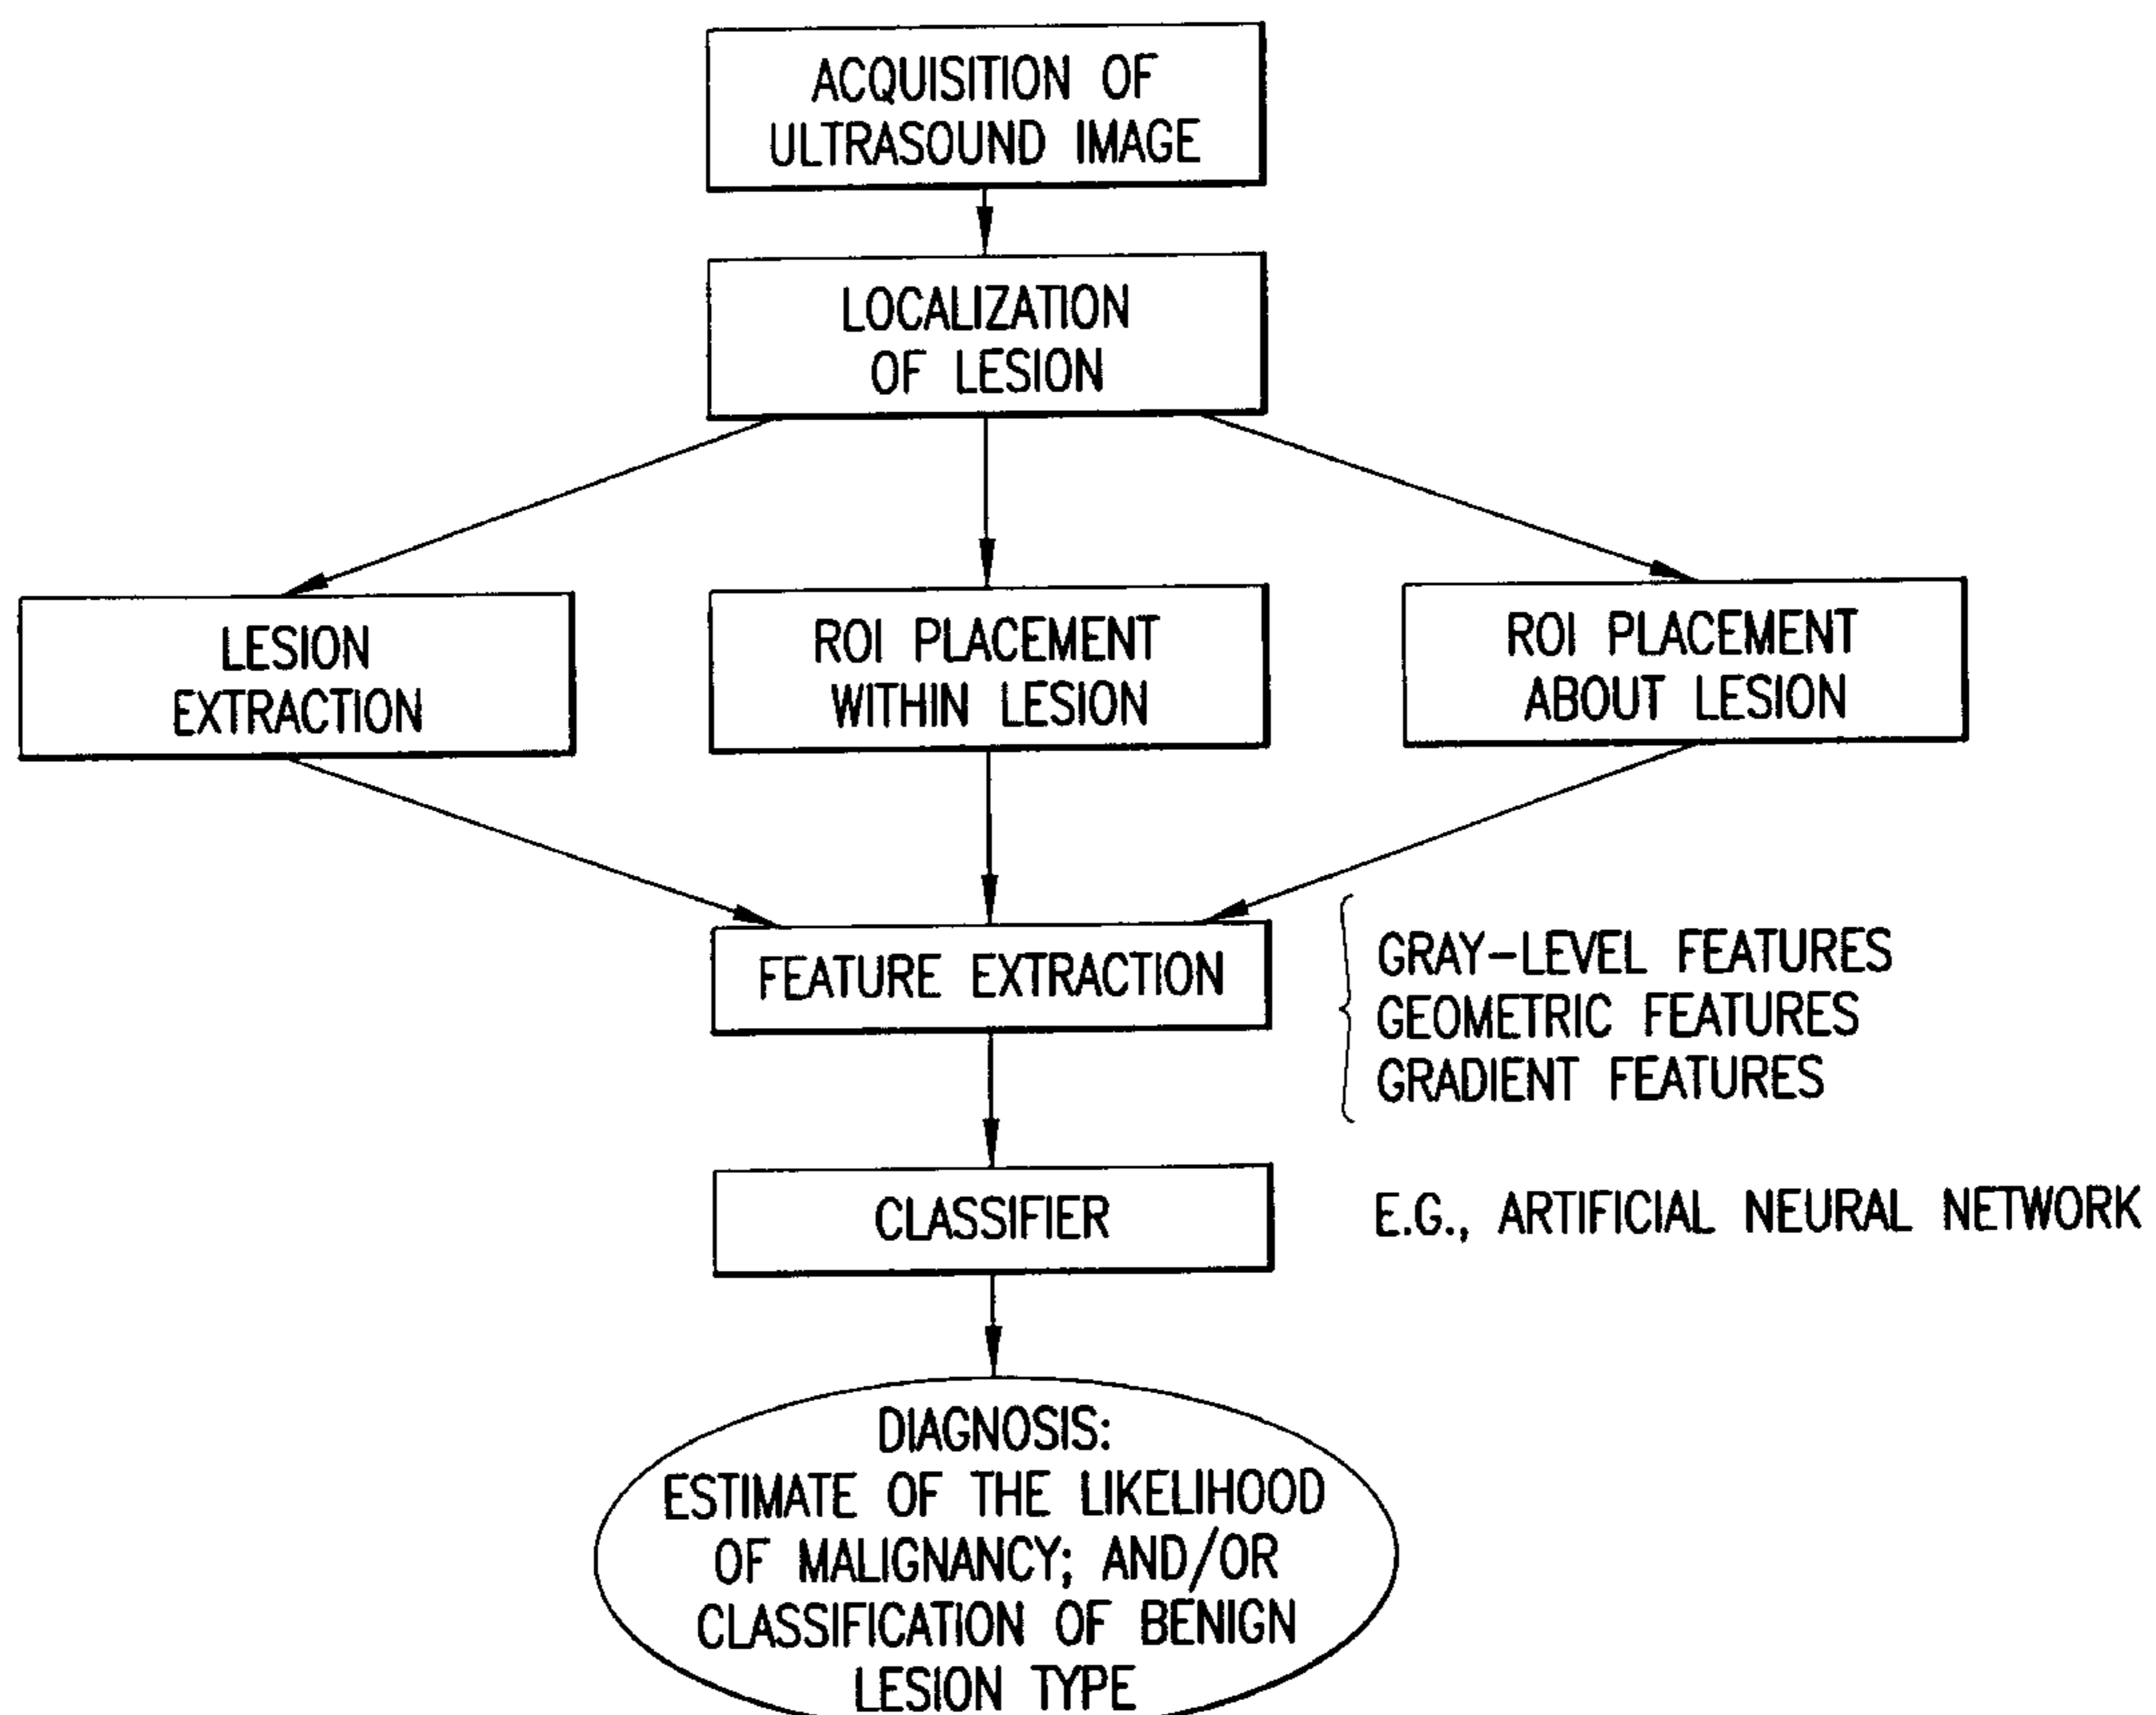 ACQUISITION OF
ULTRASOUND IMAGE
LOCALIZATION
OF LESION
LESION
EXTRACTION
ROI PLACEMENT
WITHIN LESION
ROI PLACEMENT
ABOUT LESION
FEATURE EXTRACTION
GRAY-LEVEL FEATURES
GEOMETRIC FEATURES
GRADIENT FEATURES
CLASSIFIER
E.G., ARTIFICIAL NEURAL NETWORK
DIAGNOSIS:
ESTIMATE OF THE LIKELIHOOD
OF MALIGNANCY; AND/OR
CLASSIFICATION OF BENIGN
LESION TYPE